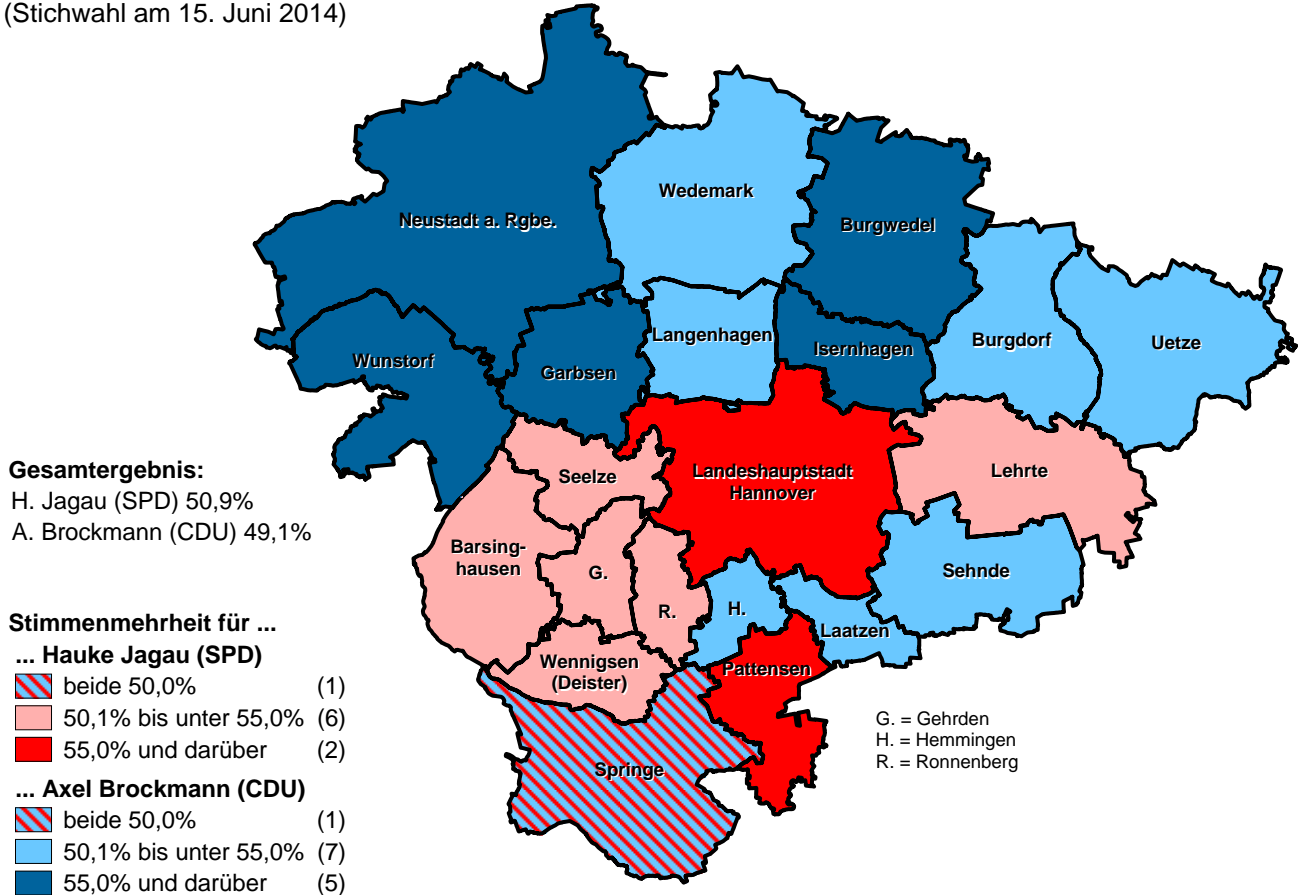 (Stichwahl am 15. Juni 2014)
Wedemark
Neustadt a. Rgbe.
Burgwedel
Langenhagen
Isernhagen
Burgdorf
Uetze
Wunstorf
Garbsen
Gesamtergebnis:
H. Jagau (SPD) 50,9%
A. Brockmann (CDU) 49,1%
Seelze
Landeshauptstadt
Hannover
Lehrte
Barsing-
hausen
G.
R.
H.
Sehnde
Laatzen
Wennigsen
(Deister)
Pattensen
Springe
Stimmenmehrheit für ...
... Hauke Jagau (SPD)
beide 50,0% (1)
50,1% bis unter 55,0% (6)
55,0% und darüber (2)
... Axel Brockmann (CDU)
beide 50,0% (1)
50,1% bis unter 55,0% (7)
55,0% und darüber (5)
G. = Gehrden
H. = Hemmingen
R. = Ronnenberg